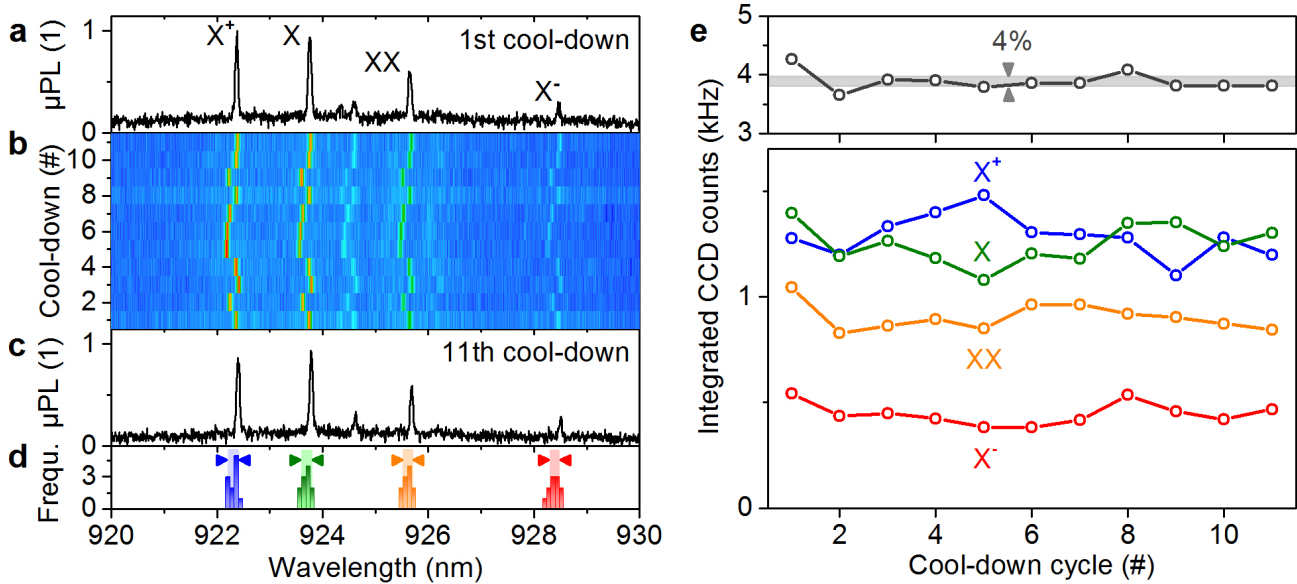 a
X⁺
X
XX
X⁻
1st cool-down
µPL (1)
1
0
b
Cool-down (#)
10
8
6
4
2
c
11th cool-down
µPL (1)
1
0
d
Frequ.
3
0
920 922 924 926 928 930
Wavelength (nm)
e
4%
5
4
3
Integrated CCD counts (kHz)
X⁺
X
XX
X⁻
1
0
2 4 6 8 10
Cool-down cycle (#)